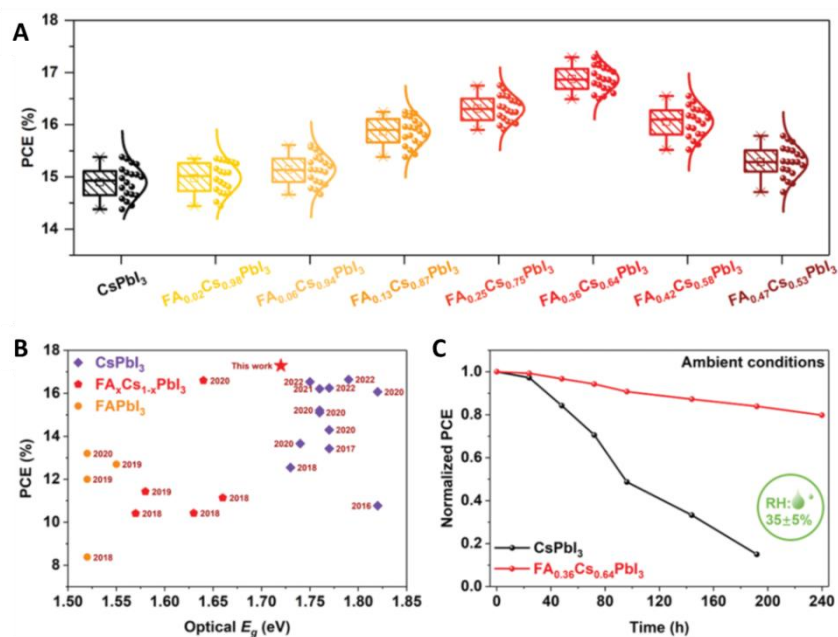 A
18
17
16
15
14
PCE (%)
CsPbI₃
FA₀.₀₂Cs₀.₉₈PbI₃
FA₀.₀₆Cs₀.₉₄PbI₃
FA₀.₁₃Cs₀.₈₇PbI₃
FA₀.₂₅Cs₀.₇₅PbI₃
FA₀.₃₆Cs₀.₆₄PbI₃
FA₀.₄₂Cs₀.₅₈PbI₃
FA₀.₄₇Cs₀.₅₃PbI₃
B
18
16
14
12
10
8
PCE (%)
CsPbI₃
FAₓCs₁₋ₓPbI₃
FAPbI₃
This work
2020
2022
2022
2021
2022
2020
2020
2020
2020
2020
2017
2018
2016
2020
2019
2019
2019
2018
2018
2018
2018
1.50 1.55 1.60 1.65 1.70 1.75 1.80 1.85
Optical Eg (eV)
C
Ambient conditions
1.0
0.8
0.6
0.4
0.2
0.0
Normalized PCE
RH:
35±5%
CsPbI₃
FA₀.₃₆Cs₀.₆₄PbI₃
0 40 80 120 160 200 240
Time (h)